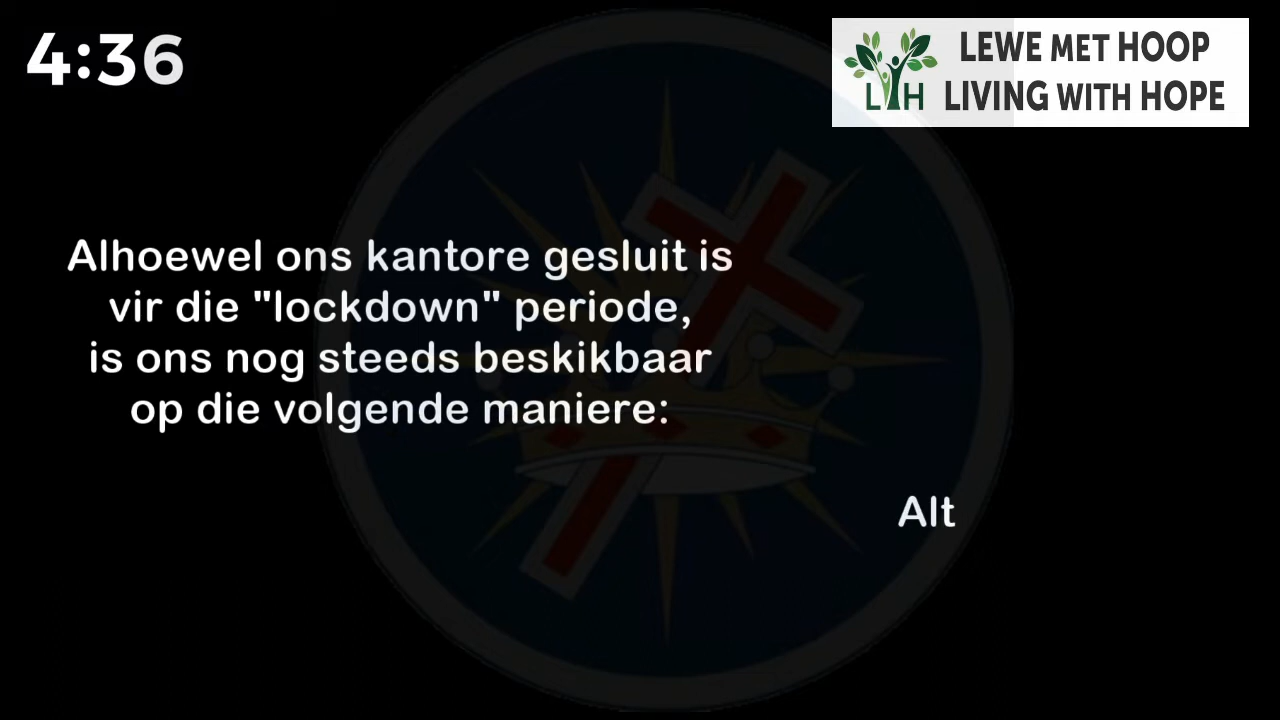 4:36
LEWE MET HOOP
LH LIVING WITH HOPE
Alhoewel ons kantore gesluit is
vir die "lockdown" periode,
is ons nog steeds beskikbaar
op die volgende maniere:
Alt